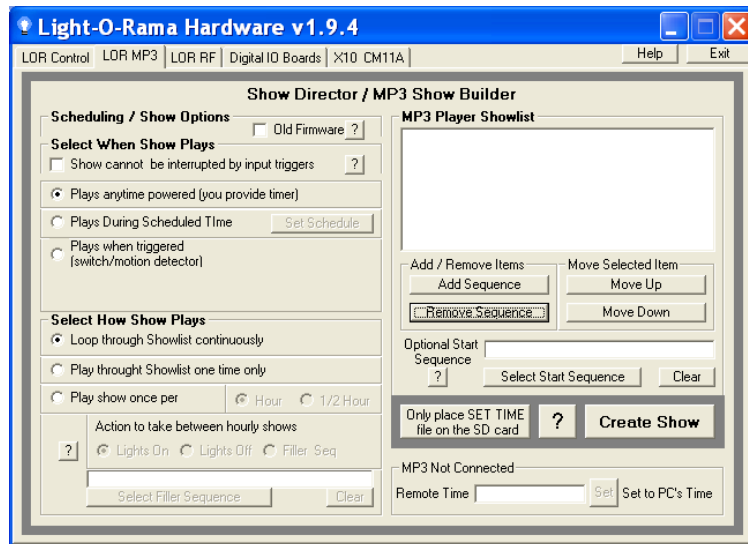 Light-O-Rama Hardware v1.9.4
LOR Control LOR MP3 LOR RF Digital IO Boards X10 CM11A Help Exit
Show Director / MP3 Show Builder
Scheduling / Show Options
Old Firmware ?
Select When Show Plays
Show cannot be interrupted by input triggers ?
Plays anytime powered (you provide timer)
Plays During Scheduled TIme Set Schedule
Plays when triggered
(switch/motion detector)
Select How Show Plays
Loop through Showlist continuously
Play throught Showlist one time only
Play show once per Hour 1/2 Hour
Action to take between hourly shows
? Lights On Lights Off Filler Seq
Select Filler Sequence Clear
MP3 Player Showlist
Add / Remove Items Move Selected Item
Add Sequence Move Up
Remove Sequence Move Down
Optional Start
Sequence
? Select Start Sequence Clear
Only place SET TIME
file on the SD card
? Create Show
MP3 Not Connected
Remote Time Set Set to PC's Time